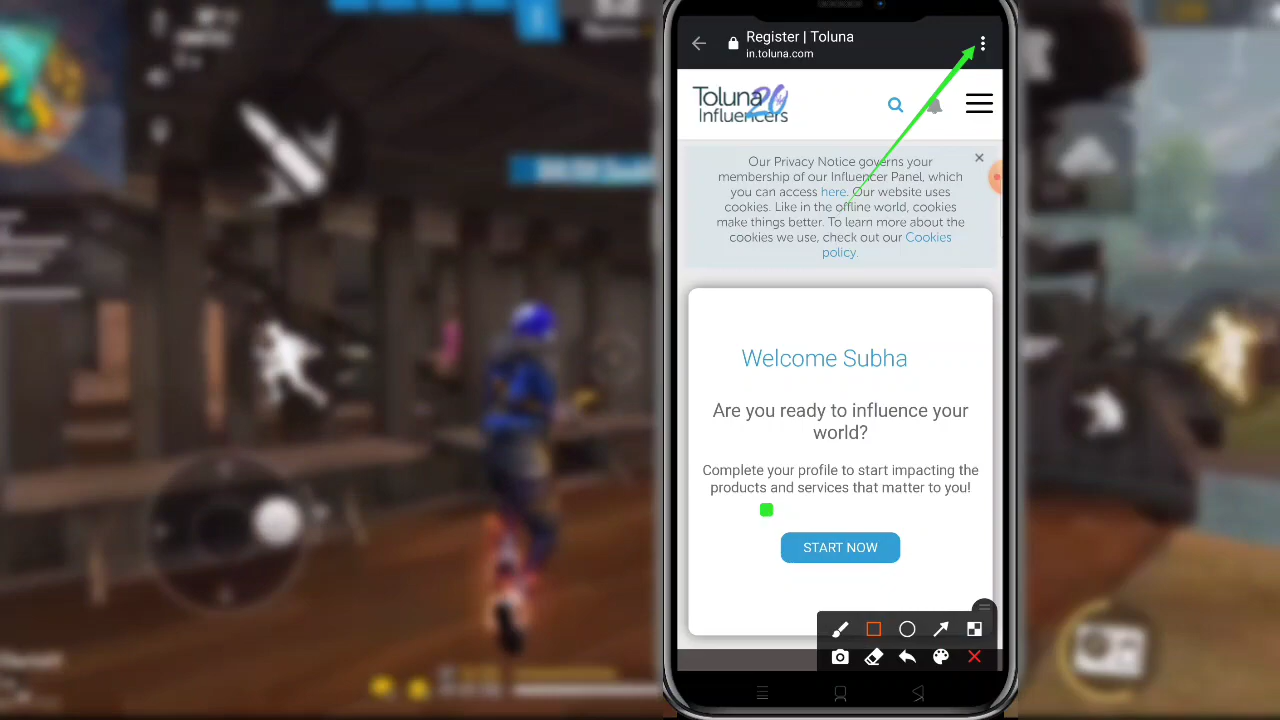 Register | Toluna
in.toluna.com
Toluna 20
Influencers
Our Privacy Notice governs your
membership of our Influencer Panel, which
you can access here. Our website uses
cookies. Like in the offline world, cookies
make things better. To learn more about the
cookies we use, check out our Cookies
policy.
Welcome Subha
Are you ready to influence your
world?
Complete your profile to start impacting the
products and services that matter to you!
START NOW